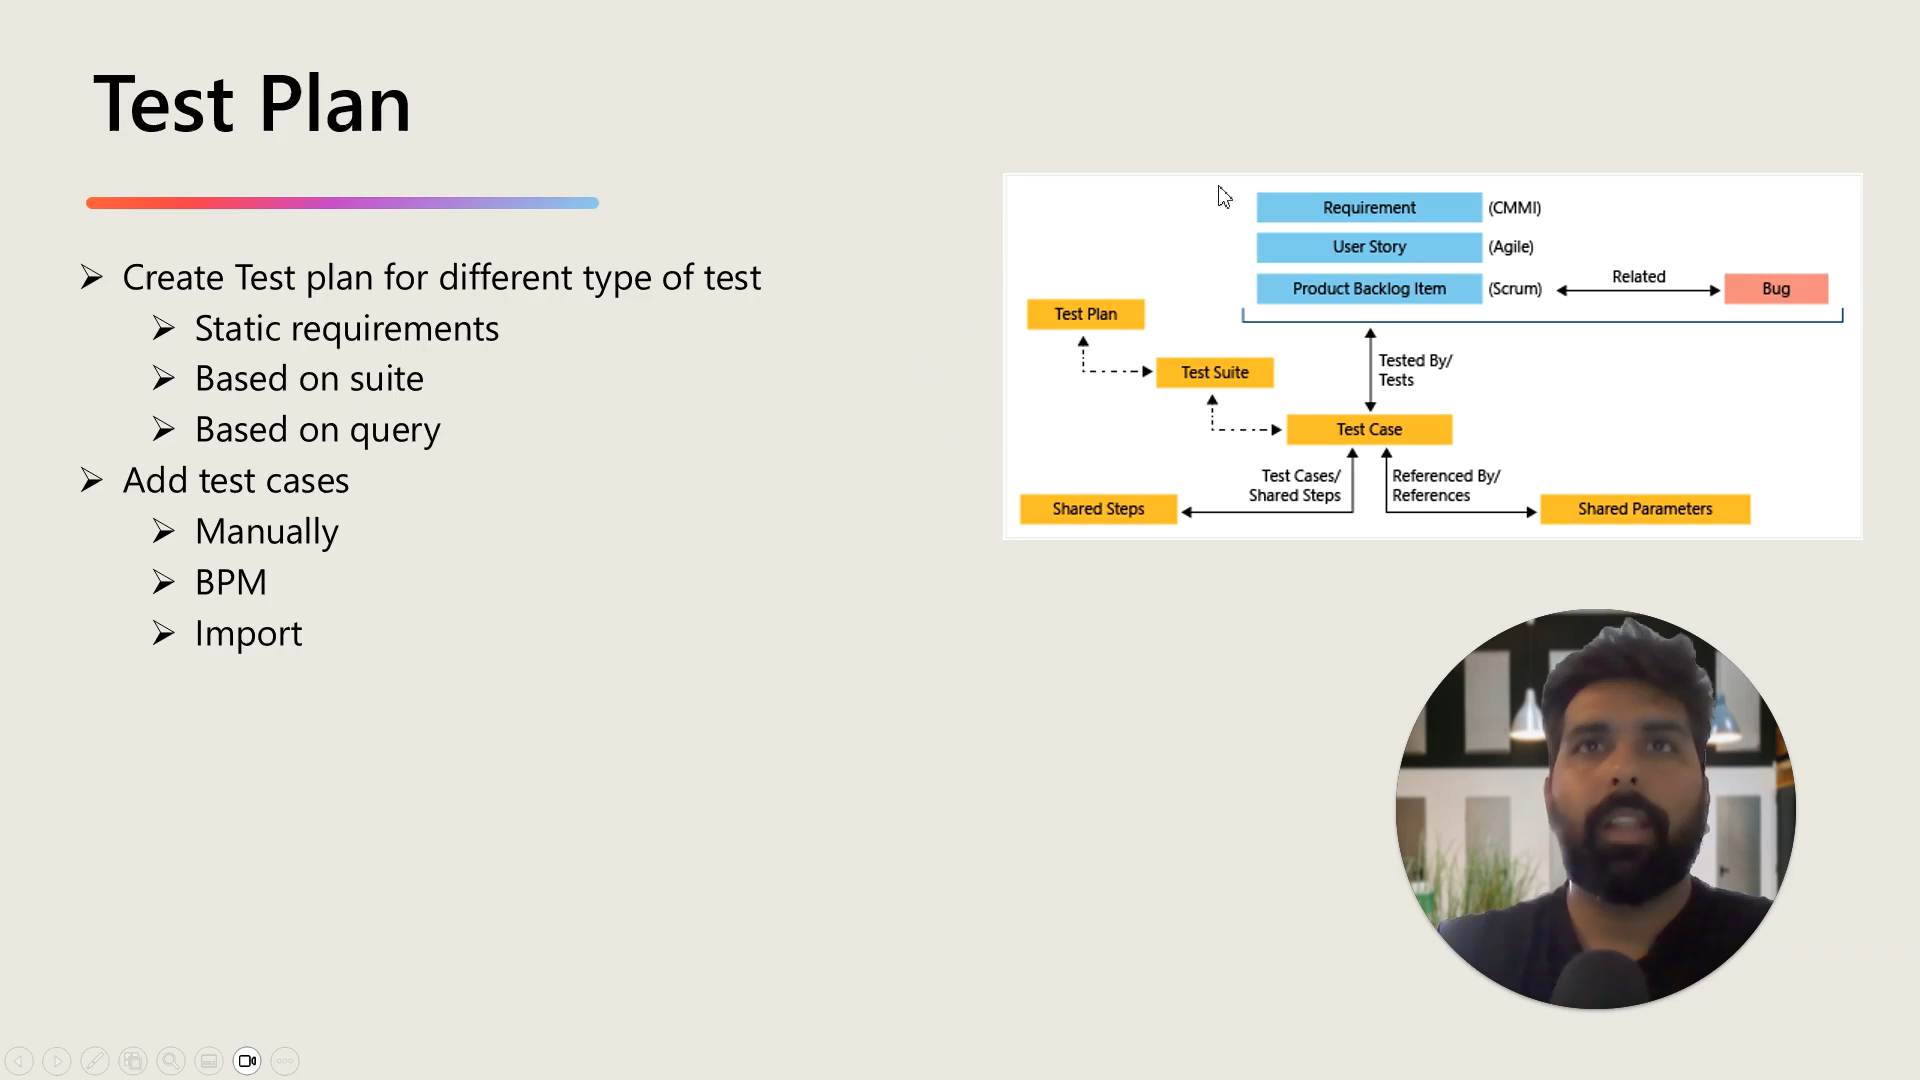 Test Plan
Create Test plan for different type of test
Static requirements
Based on suite
Based on query
Add test cases
Manually
BPM
Import
Requirement (CMMI)
User Story (Agile)
Product Backlog Item (Scrum) Related Bug
Test Plan
Test Suite
Tested By/
Tests
Test Case
Test Cases/
Shared Steps
Referenced By/
References
Shared Steps
Shared Parameters